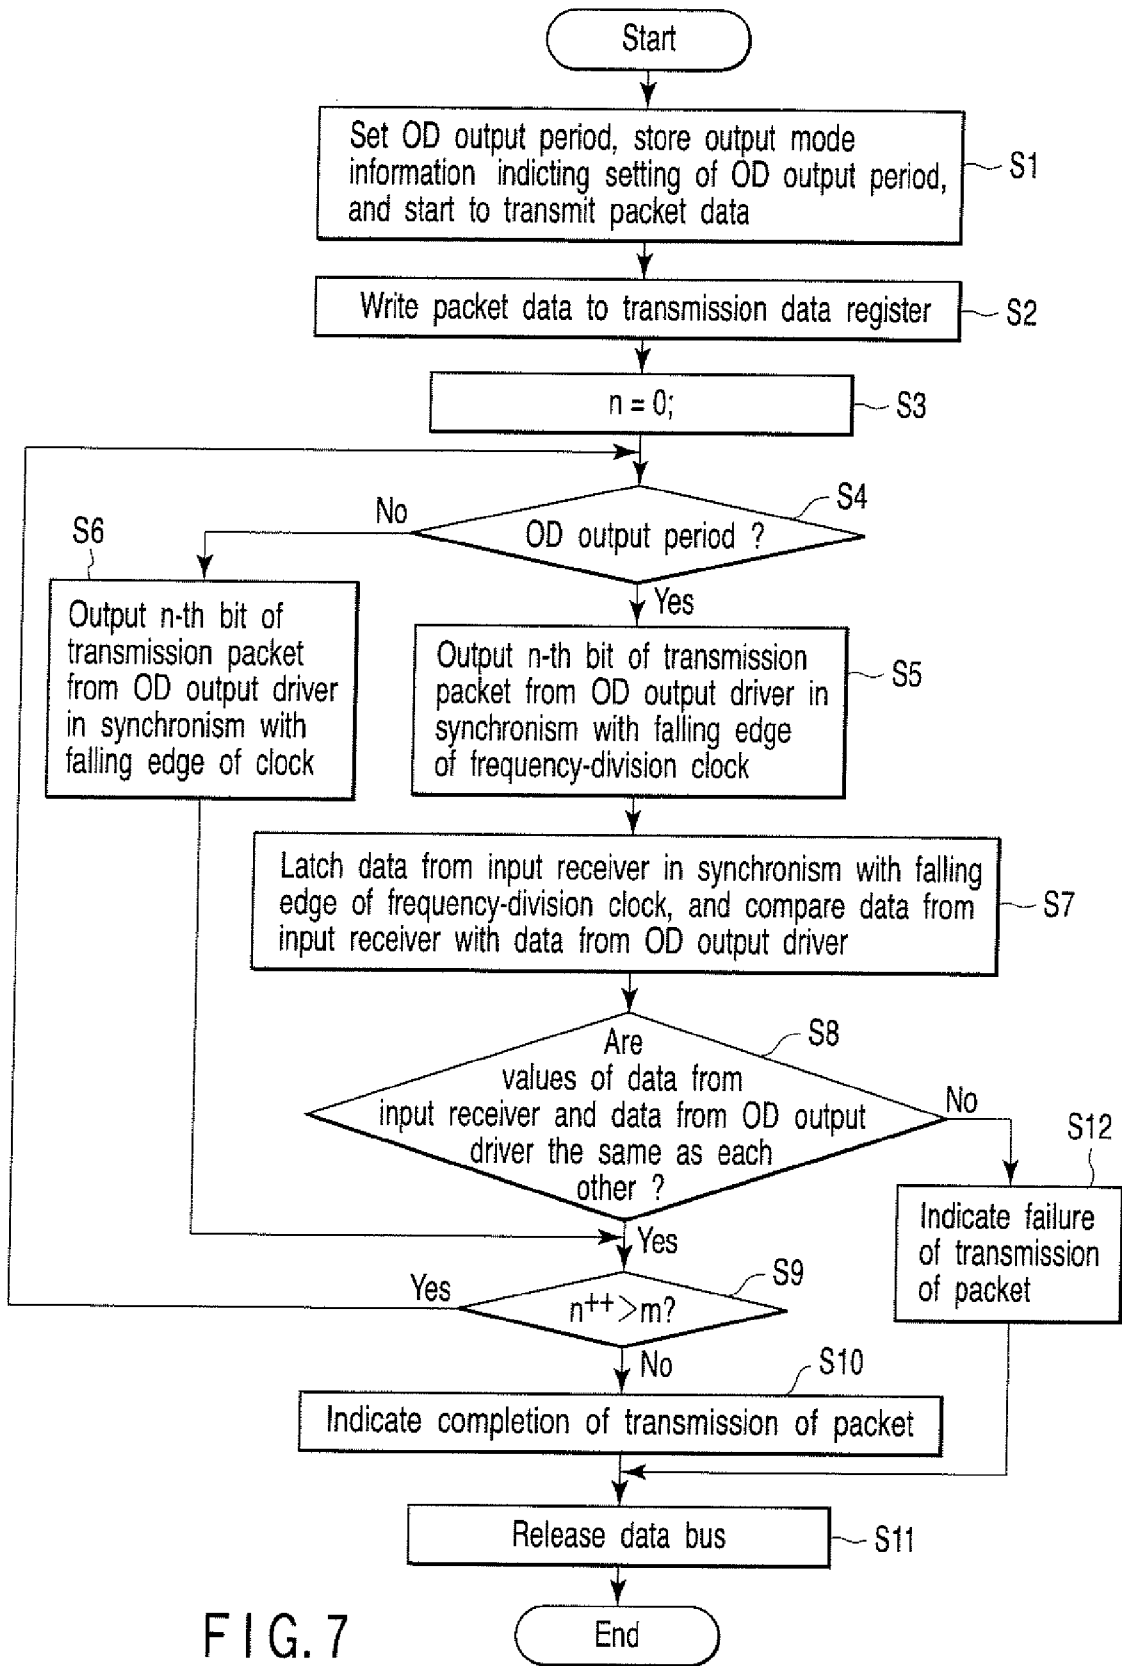 Start
Set OD output period, store output mode
information indicting setting of OD output period,
and start to transmit packet data
S1
Write packet data to transmission data register
S2
n = 0;
S3
S4
No
OD output period ?
S6
Yes
Output n-th bit of
transmission packet
from OD output driver
in synchronism with
falling edge of clock
Output n-th bit of transmission
packet from OD output driver in
synchronism with falling edge
of frequency-division clock
S5
Latch data from input receiver in synchronism with falling
edge of frequency-division clock, and compare data from
input receiver with data from OD output driver
S7
S8
Are
values of data from
input receiver and data from OD output
driver the same as each
other ?
No
S12
Indicate failure
of transmission
of packet
Yes
S9
Yes
n++ >m?
No
S10
Indicate completion of transmission of packet
Release data bus
S11
End
FIG. 7